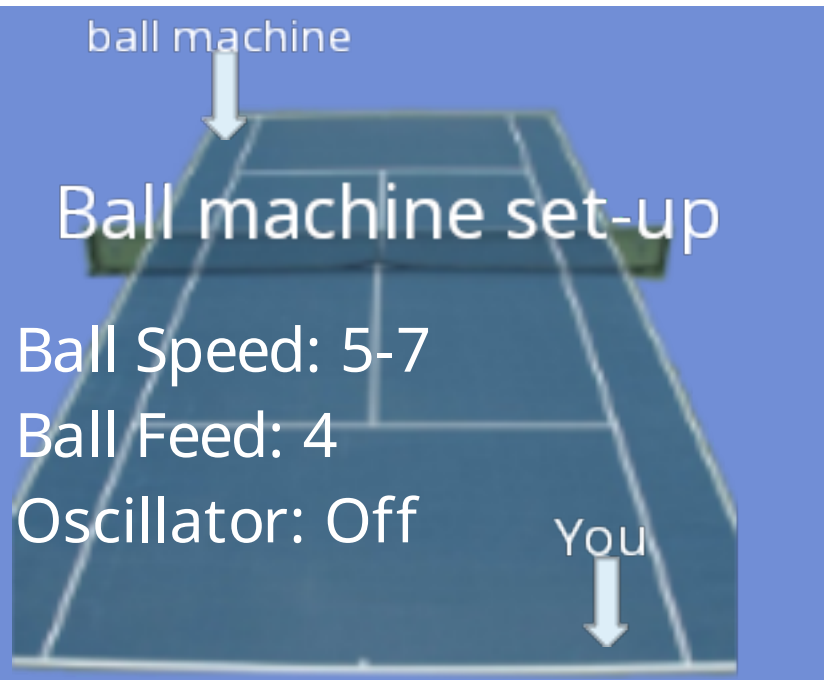 ball machine
Ball machine set-up
Ball Speed: 5-7
Ball Feed: 4
Oscillator: Off
You